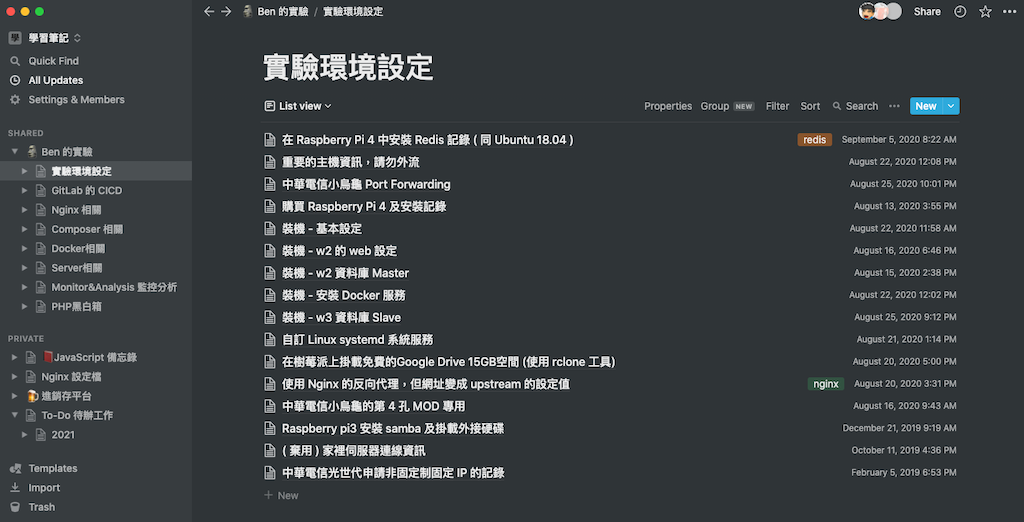 Ben 的實驗 / 實驗環境設定
Share
學 學習筆記
Quick Find
All Updates
Settings & Members
SHARED
Ben 的實驗
實驗環境設定
GitLab 的 CICD
Nginx 相關
Composer 相關
Docker相關
Server相關
Monitor&Analysis 監控分析
PHP黑白箱
PRIVATE
JavaScript 備忘錄
Nginx 設定檔
進銷存平台
To-Do 待辦工作
2021
Templates
Import
Trash
實驗環境設定
List view
Properties Group NEW Filter Sort Search New
在 Raspberry Pi 4 中安裝 Redis 記錄 ( 同 Ubuntu 18.04 ) redis September 5, 2020 8:22 AM
重要的主機資訊，請勿外流 August 22, 2020 12:08 PM
中華電信小烏龜 Port Forwarding August 25, 2020 10:01 PM
購買 Raspberry Pi 4 及安裝記錄 August 13, 2020 3:55 PM
裝機 - 基本設定 August 22, 2020 11:58 AM
裝機 - w2 的 web 設定 August 16, 2020 6:46 PM
裝機 - w2 資料庫 Master August 15, 2020 2:38 PM
裝機 - 安裝 Docker 服務 August 22, 2020 12:02 PM
裝機 - w3 資料庫 Slave August 25, 2020 9:12 PM
自訂 Linux systemd 系統服務 August 21, 2020 1:14 PM
在樹莓派上掛載免費的Google Drive 15GB空間 (使用 rclone 工具) August 20, 2020 5:00 PM
使用 Nginx 的反向代理，但網址變成 upstream 的設定值 nginx August 20, 2020 3:31 PM
中華電信小烏龜的第 4 孔 MOD 專用 August 16, 2020 9:43 AM
Raspberry pi3 安裝 samba 及掛載外接硬碟 December 21, 2019 9:19 AM
( 棄用 ) 家裡伺服器連線資訊 October 11, 2019 4:36 PM
中華電信光世代申請非固定制固定 IP 的記錄 February 5, 2019 6:53 PM
New